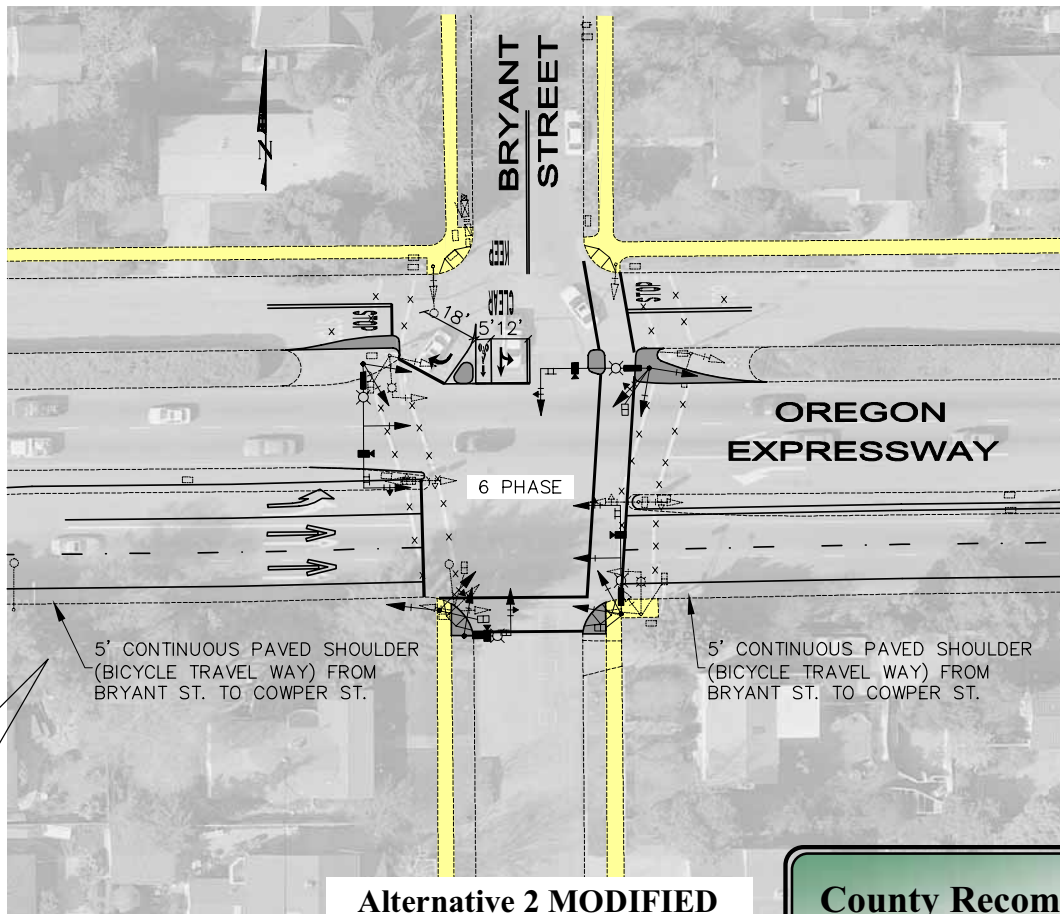 BRYANT
STREET
N
KEEP
CLEAR
STOP
STOP
18'
5'
12'
OREGON
EXPRESSWAY
6 PHASE
5' CONTINUOUS PAVED SHOULDER
(BICYCLE TRAVEL WAY) FROM
BRYANT ST. TO COWPER ST.
5' CONTINUOUS PAVED SHOULDER
(BICYCLE TRAVEL WAY) FROM
BRYANT ST. TO COWPER ST.
Alternative 2 MODIFIED
County Recom